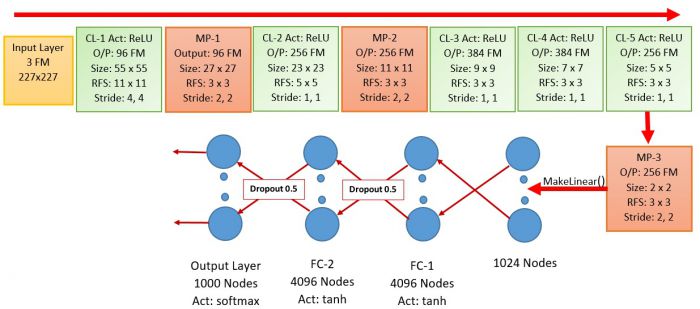 Input Layer
3 FM
227x227
CL-1 Act: ReLU
O/P: 96 FM
Size: 55 x 55
RFS: 11 x 11
Stride: 4, 4
MP-1
Output: 96 FM
Size: 27 x 27
RFS: 3 x 3
Stride: 2, 2
CL-2 Act: ReLU
O/P: 256 FM
Size: 23 x 23
RFS: 5 x 5
Stride: 1, 1
MP-2
O/P: 256 FM
Size: 11 x 11
RFS: 3 x 3
Stride: 2, 2
CL-3 Act: ReLU
O/P: 384 FM
Size: 9 x 9
RFS: 3 x 3
Stride: 1, 1
CL-4 Act: ReLU
O/P: 384 FM
Size: 7 x 7
RFS: 3 x 3
Stride: 1, 1
CL-5 Act: ReLU
O/P: 256 FM
Size: 5 x 5
RFS: 3 x 3
Stride: 1, 1
MP-3
O/P: 256 FM
Size: 2 x 2
RFS: 3 x 3
Stride: 2, 2
MakeLinear()
Dropout 0.5
Dropout 0.5
Output Layer
1000 Nodes
Act: softmax
FC-2
4096 Nodes
Act: tanh
FC-1
4096 Nodes
Act: tanh
1024 Nodes